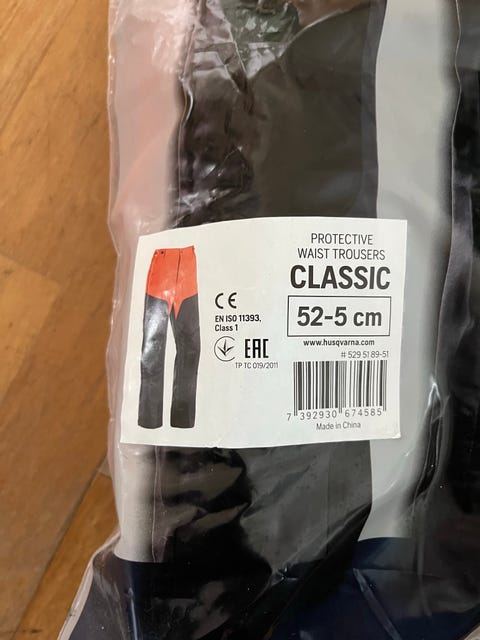 PROTECTIVE
WAIST TROUSERS
CLASSIC
52-5 cm
www.husqvarna.com
# 529 51 89-51
7 392930 674585
Made in China
CE
EN ISO 11393,
Class 1
EAC
TP TC 019/2011